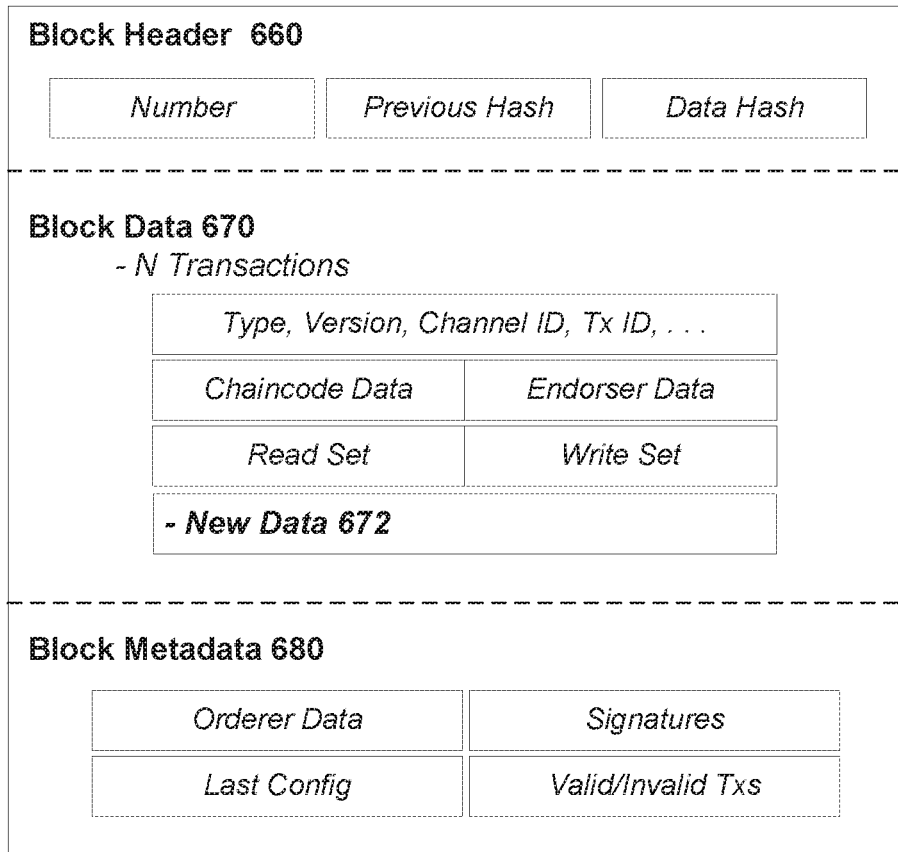 Block Header 660
Number Previous Hash Data Hash
Block Data 670
- N Transactions
Type, Version, Channel ID, Tx ID, . . .
Chaincode Data Endorser Data
Read Set Write Set
- New Data 672
Block Metadata 680
Orderer Data Signatures
Last Config Valid/Invalid Txs